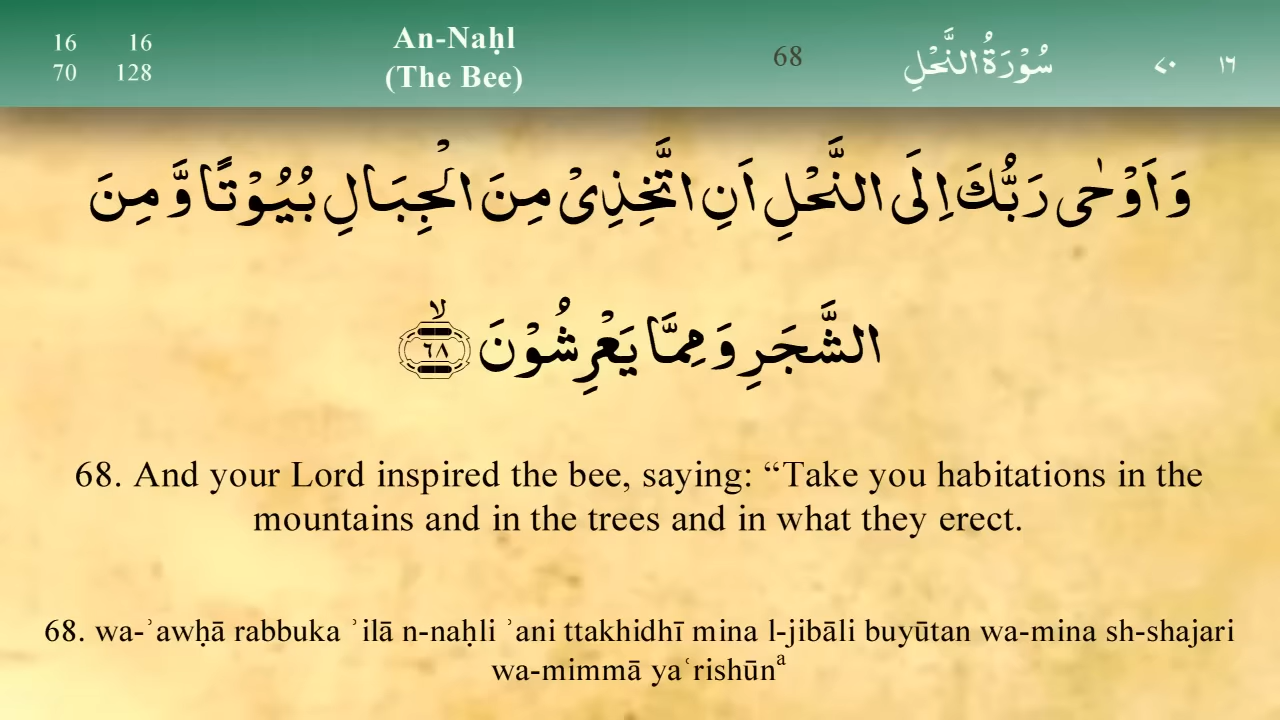 16 16
70 128
An-Naḥl
(The Bee)
68
سُوْرَةُ النَّحْلِ
٧٠ ١٦
وَاَوْحٰى رَبُّكَ اِلَى النَّحْلِ اَنِ اتَّخِذِىْ مِنَ الْجِبَالِ بُيُوْتًا وَّ مِنَ
الشَّجَرِ وَمِمَّا يَعْرِشُوْنَ ۙ ٦٨
68. And your Lord inspired the bee, saying: “Take you habitations in the
mountains and in the trees and in what they erect.
68. wa-ʾawḥā rabbuka ʾilā n-naḥli ʾani ttakhidhī mina l-jibāli buyūtan wa-mina sh-shajari
wa-mimmā yaʿrishūnᵃ